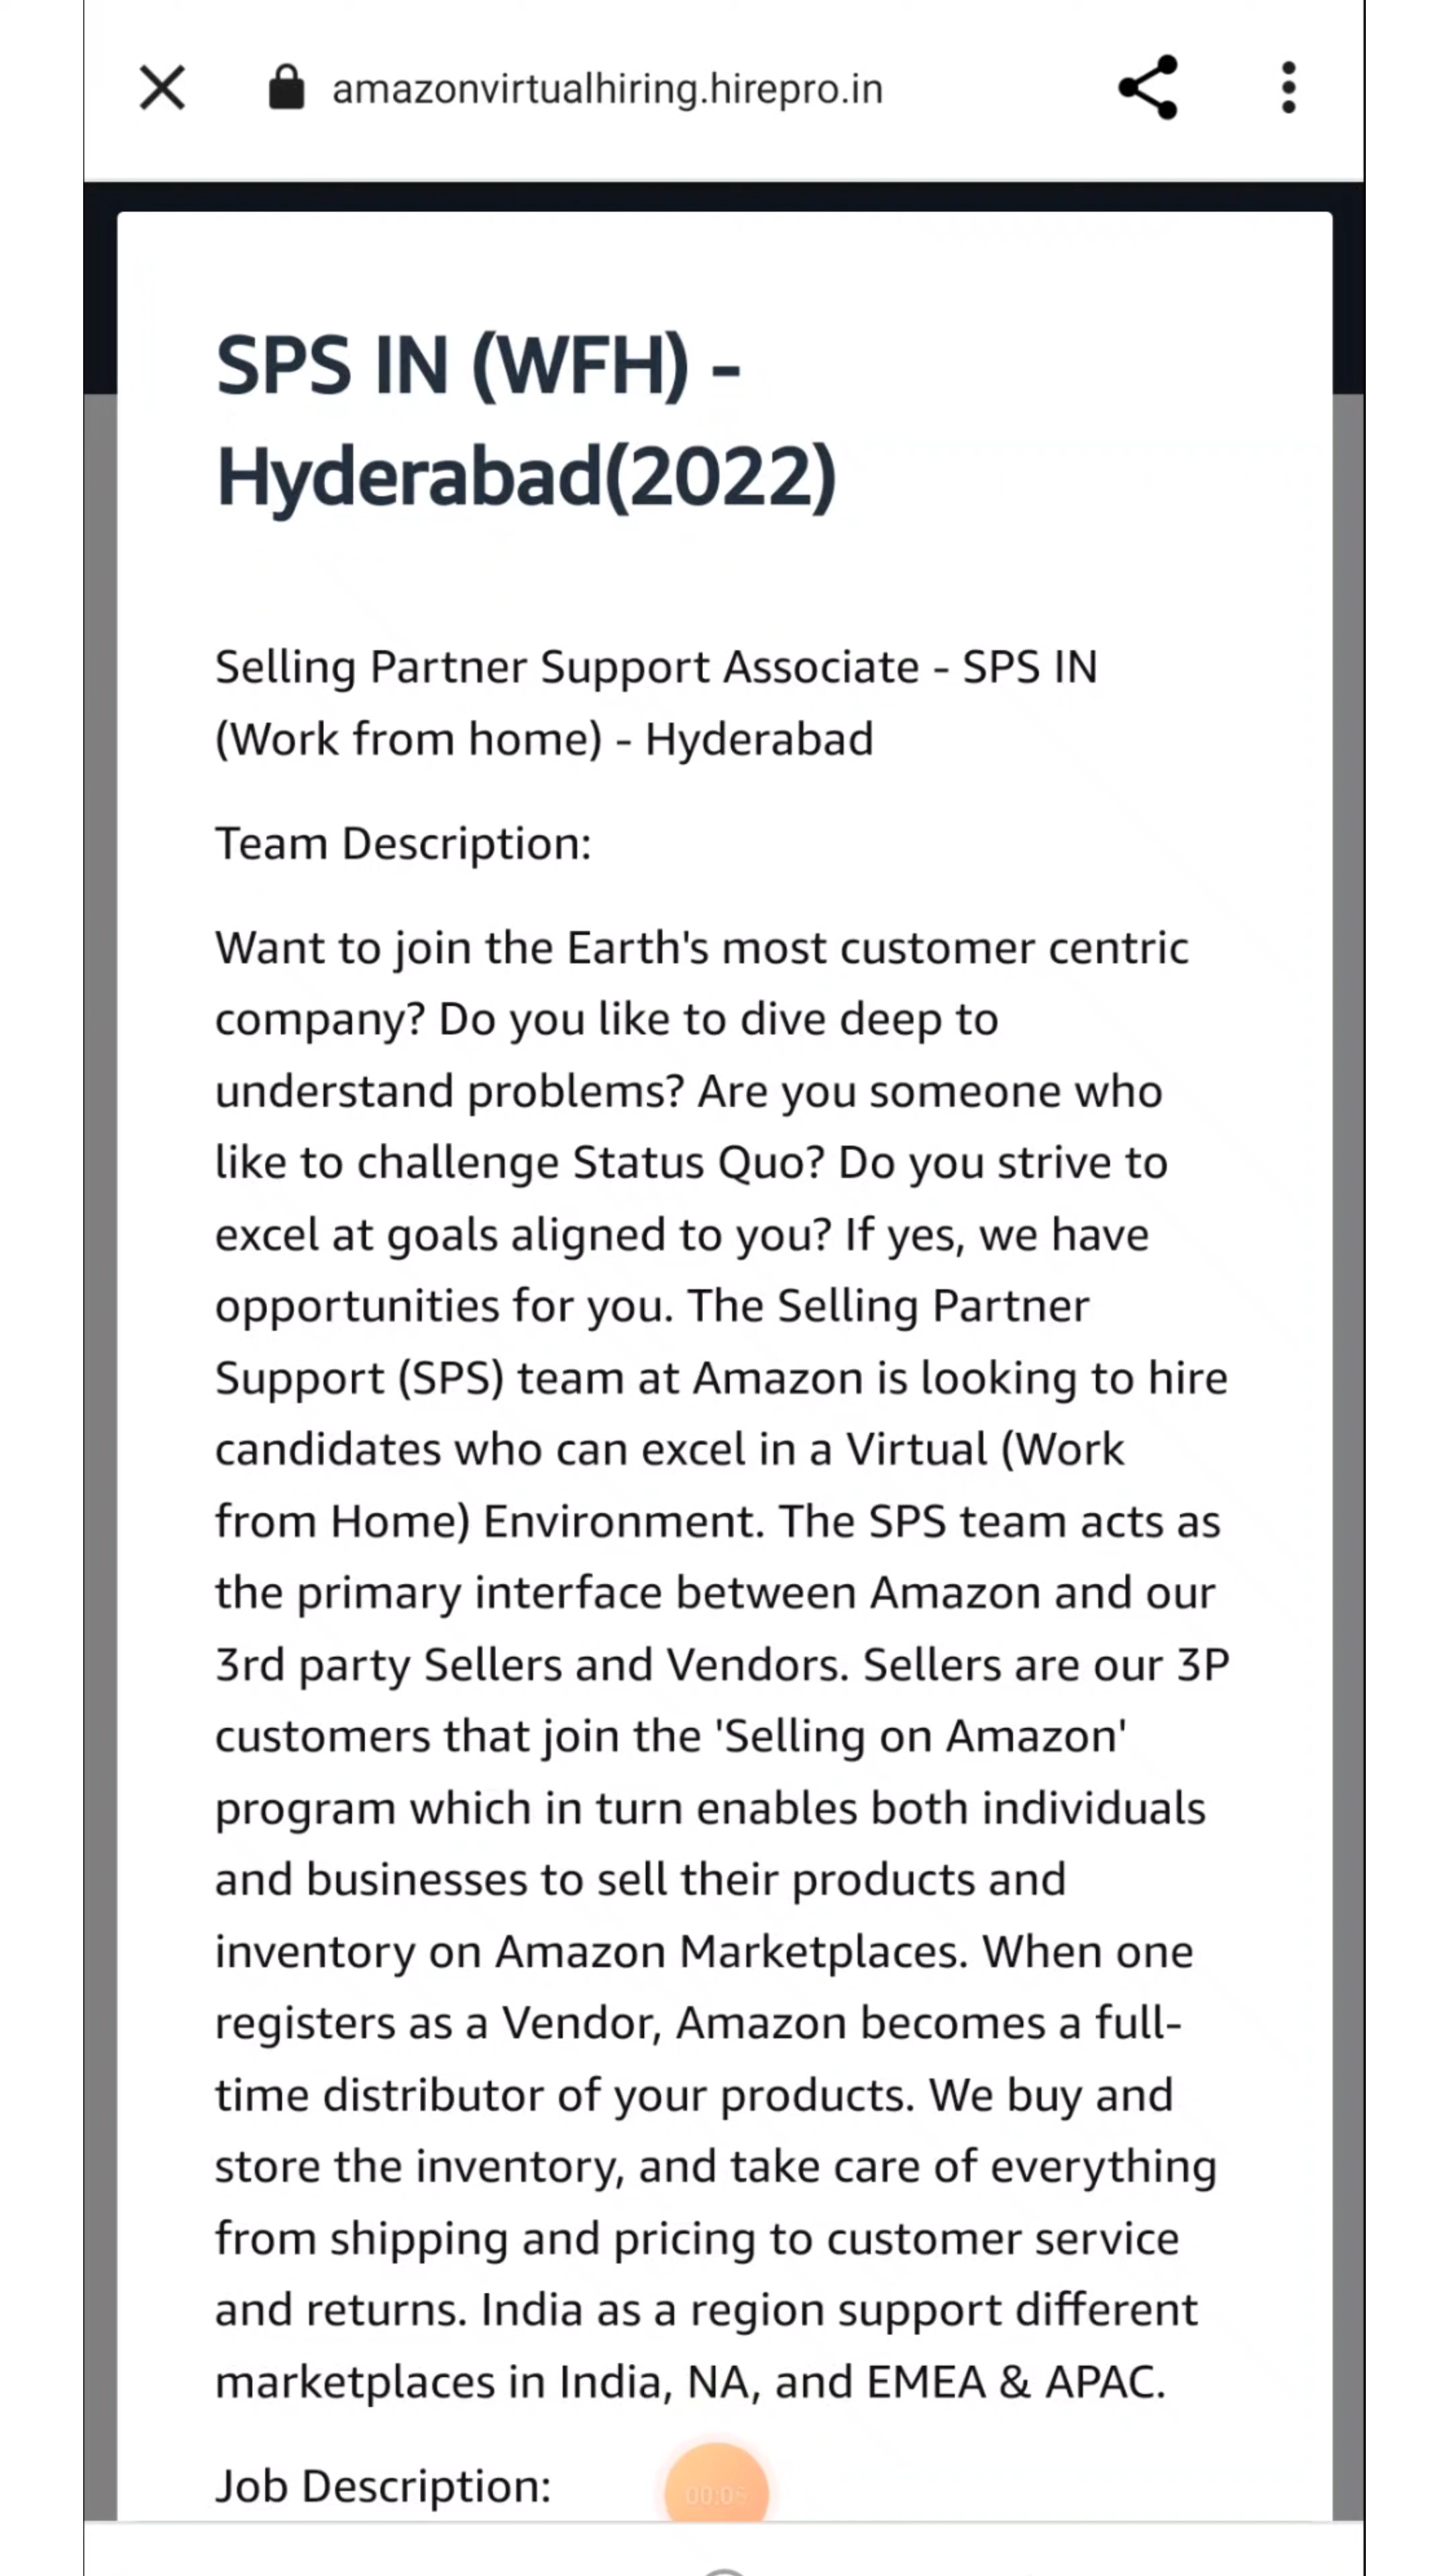 amazonvirtualhiring.hirepro.in
SPS IN (WFH) -
Hyderabad(2022)
Selling Partner Support Associate - SPS IN
(Work from home) - Hyderabad
Team Description:
Want to join the Earth's most customer centric
company? Do you like to dive deep to
understand problems? Are you someone who
like to challenge Status Quo? Do you strive to
excel at goals aligned to you? If yes, we have
opportunities for you. The Selling Partner
Support (SPS) team at Amazon is looking to hire
candidates who can excel in a Virtual (Work
from Home) Environment. The SPS team acts as
the primary interface between Amazon and our
3rd party Sellers and Vendors. Sellers are our 3P
customers that join the 'Selling on Amazon'
program which in turn enables both individuals
and businesses to sell their products and
inventory on Amazon Marketplaces. When one
registers as a Vendor, Amazon becomes a full-
time distributor of your products. We buy and
store the inventory, and take care of everything
from shipping and pricing to customer service
and returns. India as a region support different
marketplaces in India, NA, and EMEA & APAC.
Job Description: